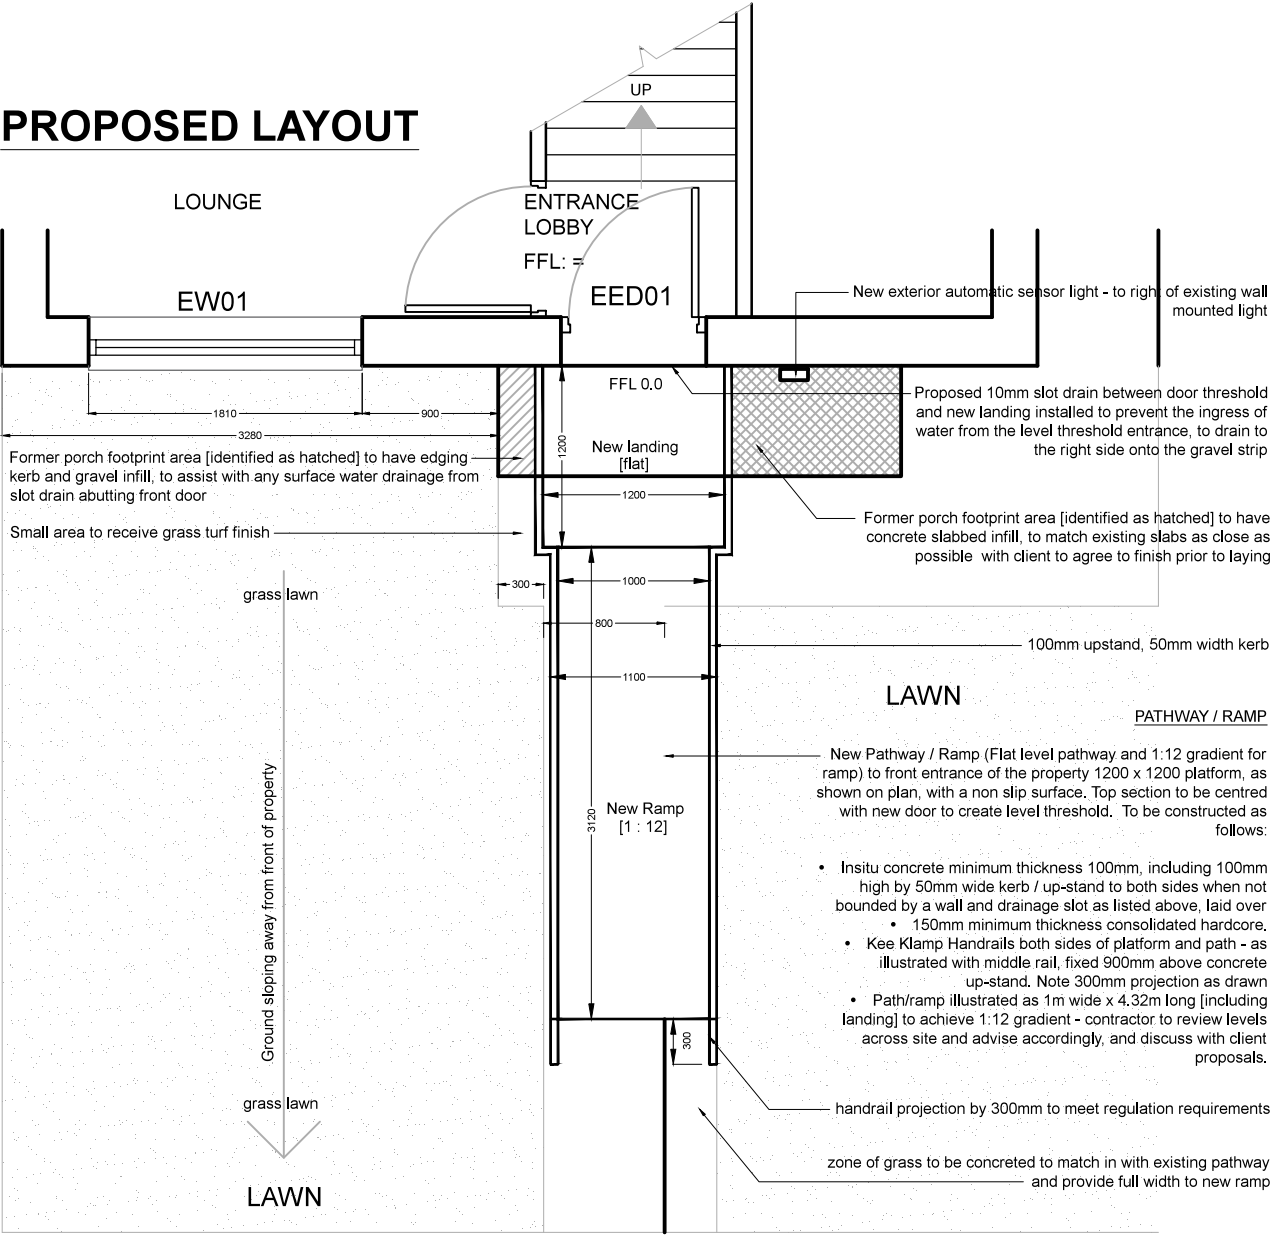 UP
PROPOSED LAYOUT
LOUNGE
ENTRANCE
LOBBY
FFL: =
EW01
EED01
New exterior automatic sensor light - to right of existing wall
mounted light
FFL 0.0
Proposed 10mm slot drain between door threshold
and new landing installed to prevent the ingress of
water from the level threshold entrance, to drain to
the right side onto the gravel strip
1810
900
3280
1200
New landing
[flat]
1200
Former porch footprint area [identified as hatched] to have edging
kerb and gravel infill, to assist with any surface water drainage from
slot drain abutting front door
Small area to receive grass turf finish
Former porch footprint area [identified as hatched] to have
concrete slabbed infill, to match existing slabs as close as
possible with client to agree to finish prior to laying
grass lawn
300
1000
800
100mm upstand, 50mm width kerb
1100
LAWN
PATHWAY / RAMP
New Pathway / Ramp (Flat level pathway and 1:12 gradient for
ramp) to front entrance of the property 1200 x 1200 platform, as
shown on plan, with a non slip surface. Top section to be centred
with new door to create level threshold. To be constructed as
follows:
Ground sloping away from front of property
3120
New Ramp
[1 : 12]
• Insitu concrete minimum thickness 100mm, including 100mm
high by 50mm wide kerb / up-stand to both sides when not
bounded by a wall and drainage slot as listed above, laid over
• 150mm minimum thickness consolidated hardcore.
• Kee Klamp Handrails both sides of platform and path - as
illustrated with middle rail, fixed 900mm above concrete
up-stand. Note 300mm projection as drawn
• Path/ramp illustrated as 1m wide x 4.32m long [including
landing] to achieve 1:12 gradient - contractor to review levels
across site and advise accordingly, and discuss with client
proposals.
300
grass lawn
handrail projection by 300mm to meet regulation requirements
zone of grass to be concreted to match in with existing pathway
and provide full width to new ramp
LAWN